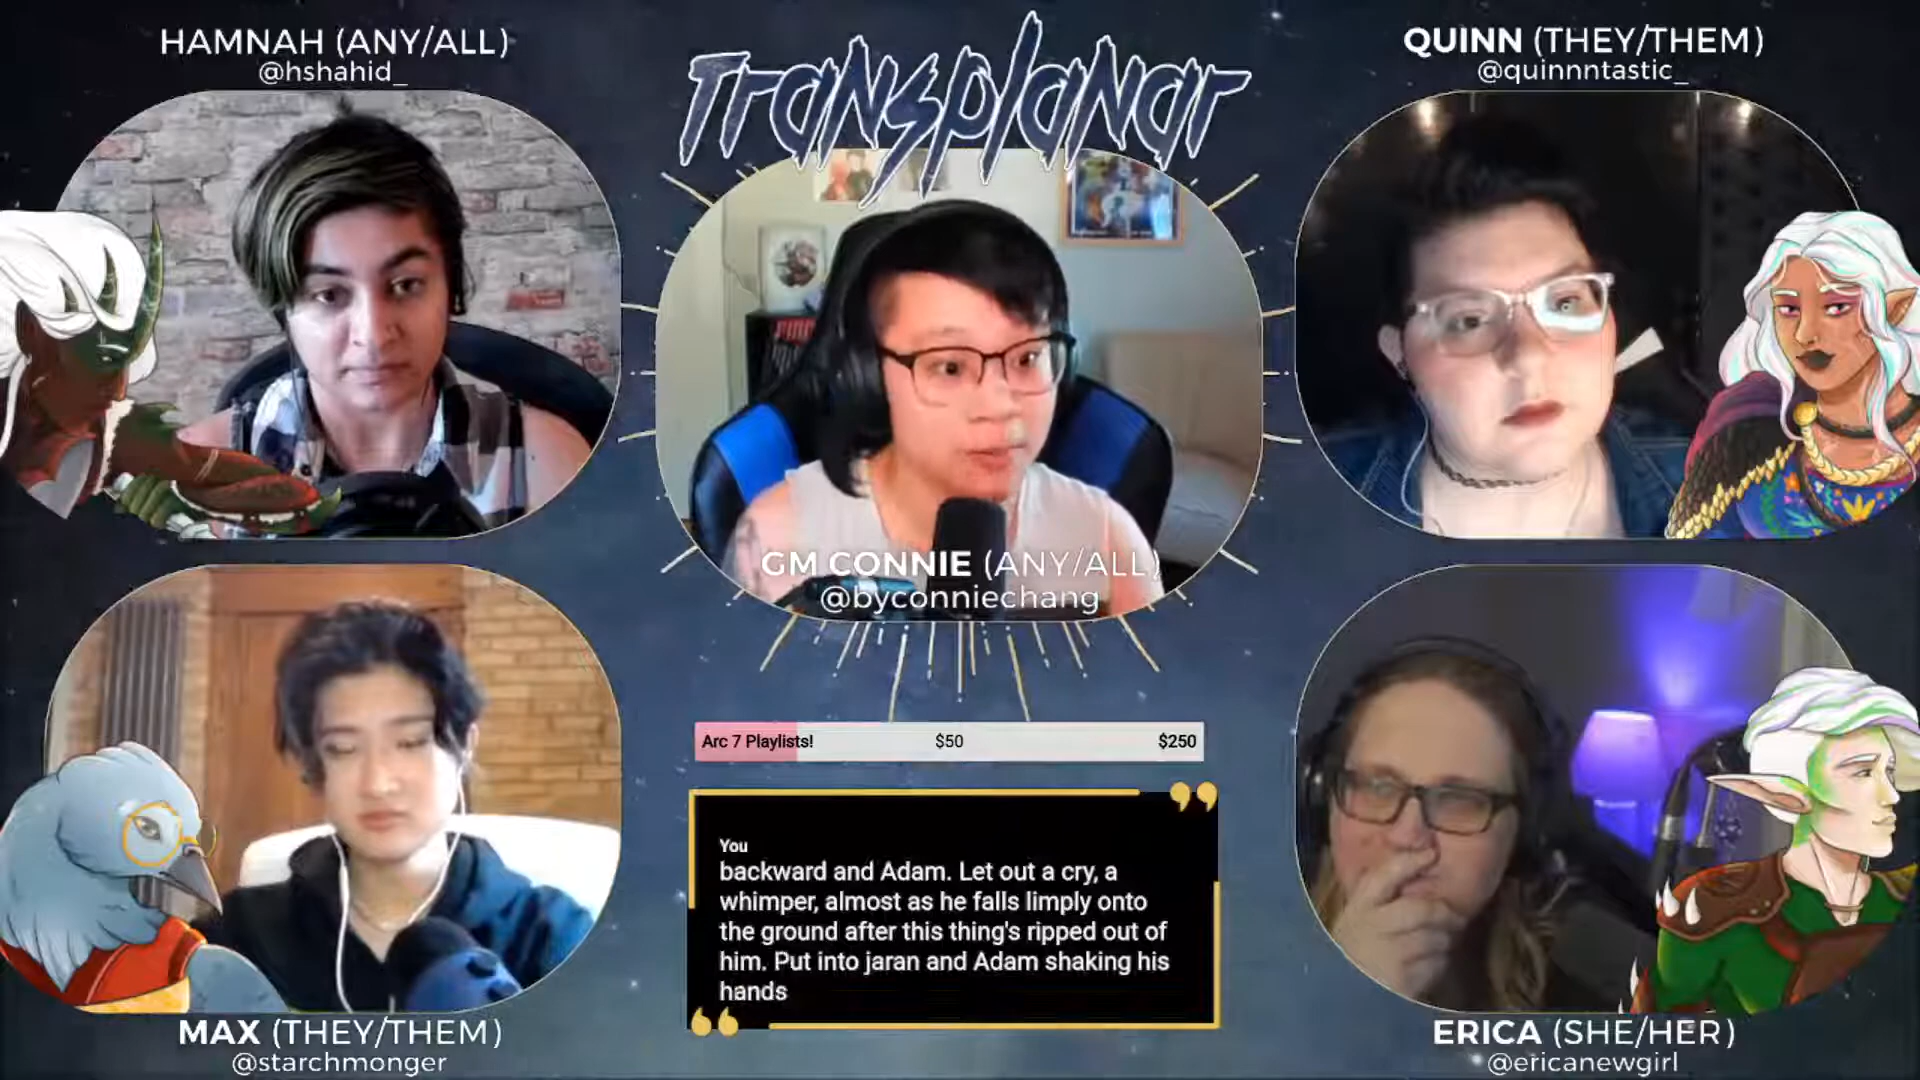 HAMNAH (ANY/ALL)
@hshahid_
Transplanar
QUINN (THEY/THEM)
@quinnntastic_
GM CONNIE (ANY/ALL)
@byconniechang
Arc 7 Playlists! $50 $250
You
backward and Adam. Let out a cry, a
whimper, almost as he falls limply onto
the ground after this thing's ripped out of
him. Put into jaran and Adam shaking his
hands
MAX (THEY/THEM)
@starchmonger
ERICA (SHE/HER)
@ericanewgirl